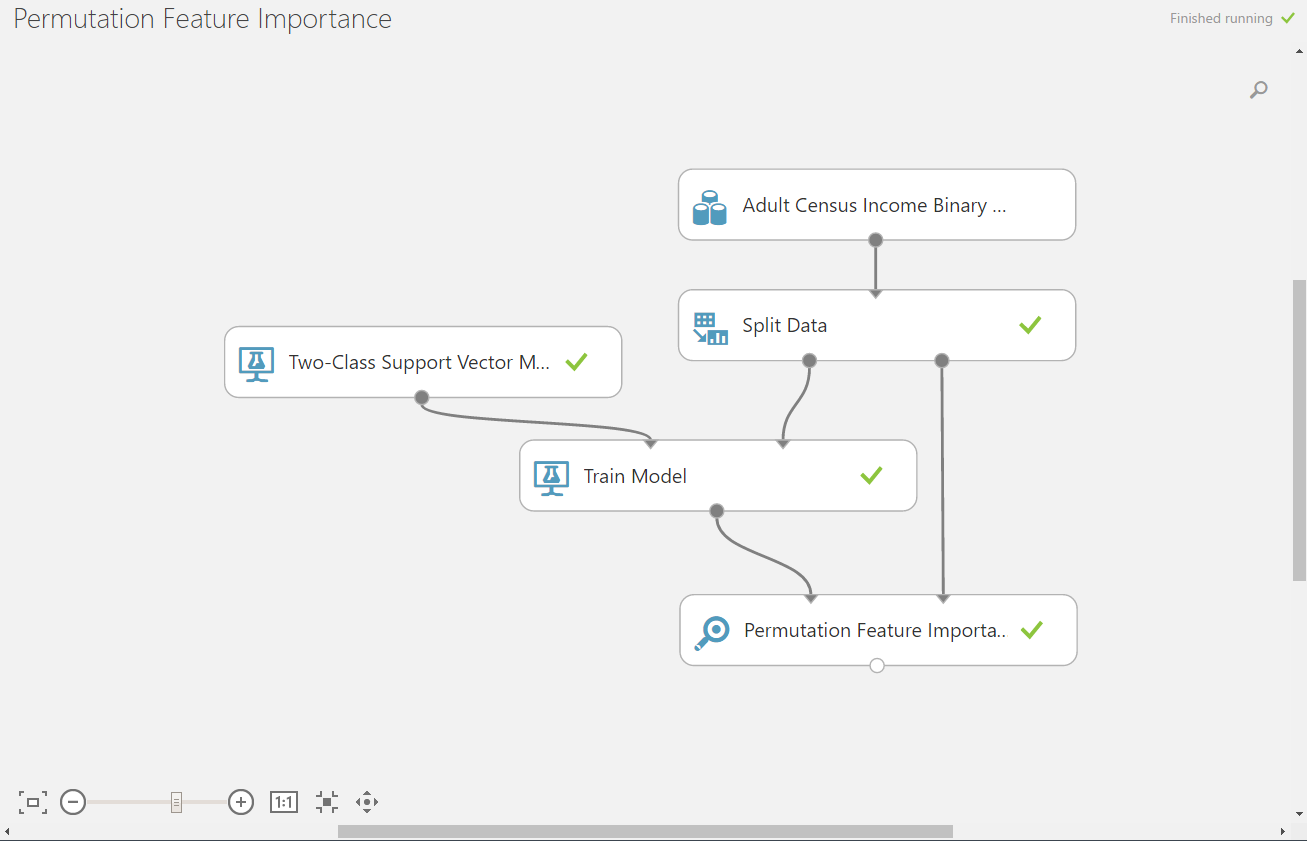 Permutation Feature Importance
Finished running
Adult Census Income Binary ...
Split Data
Two-Class Support Vector M...
Train Model
Permutation Feature Importa..
1:1